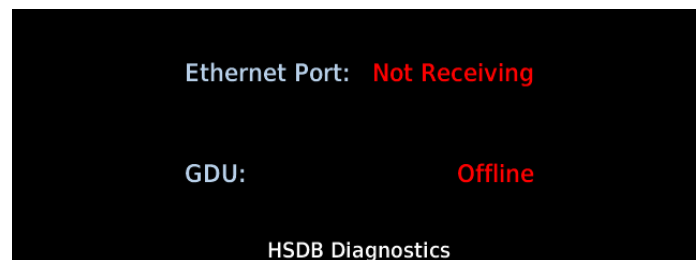 Ethernet Port: Not Receiving
GDU: Offline
HSDB Diagnostics